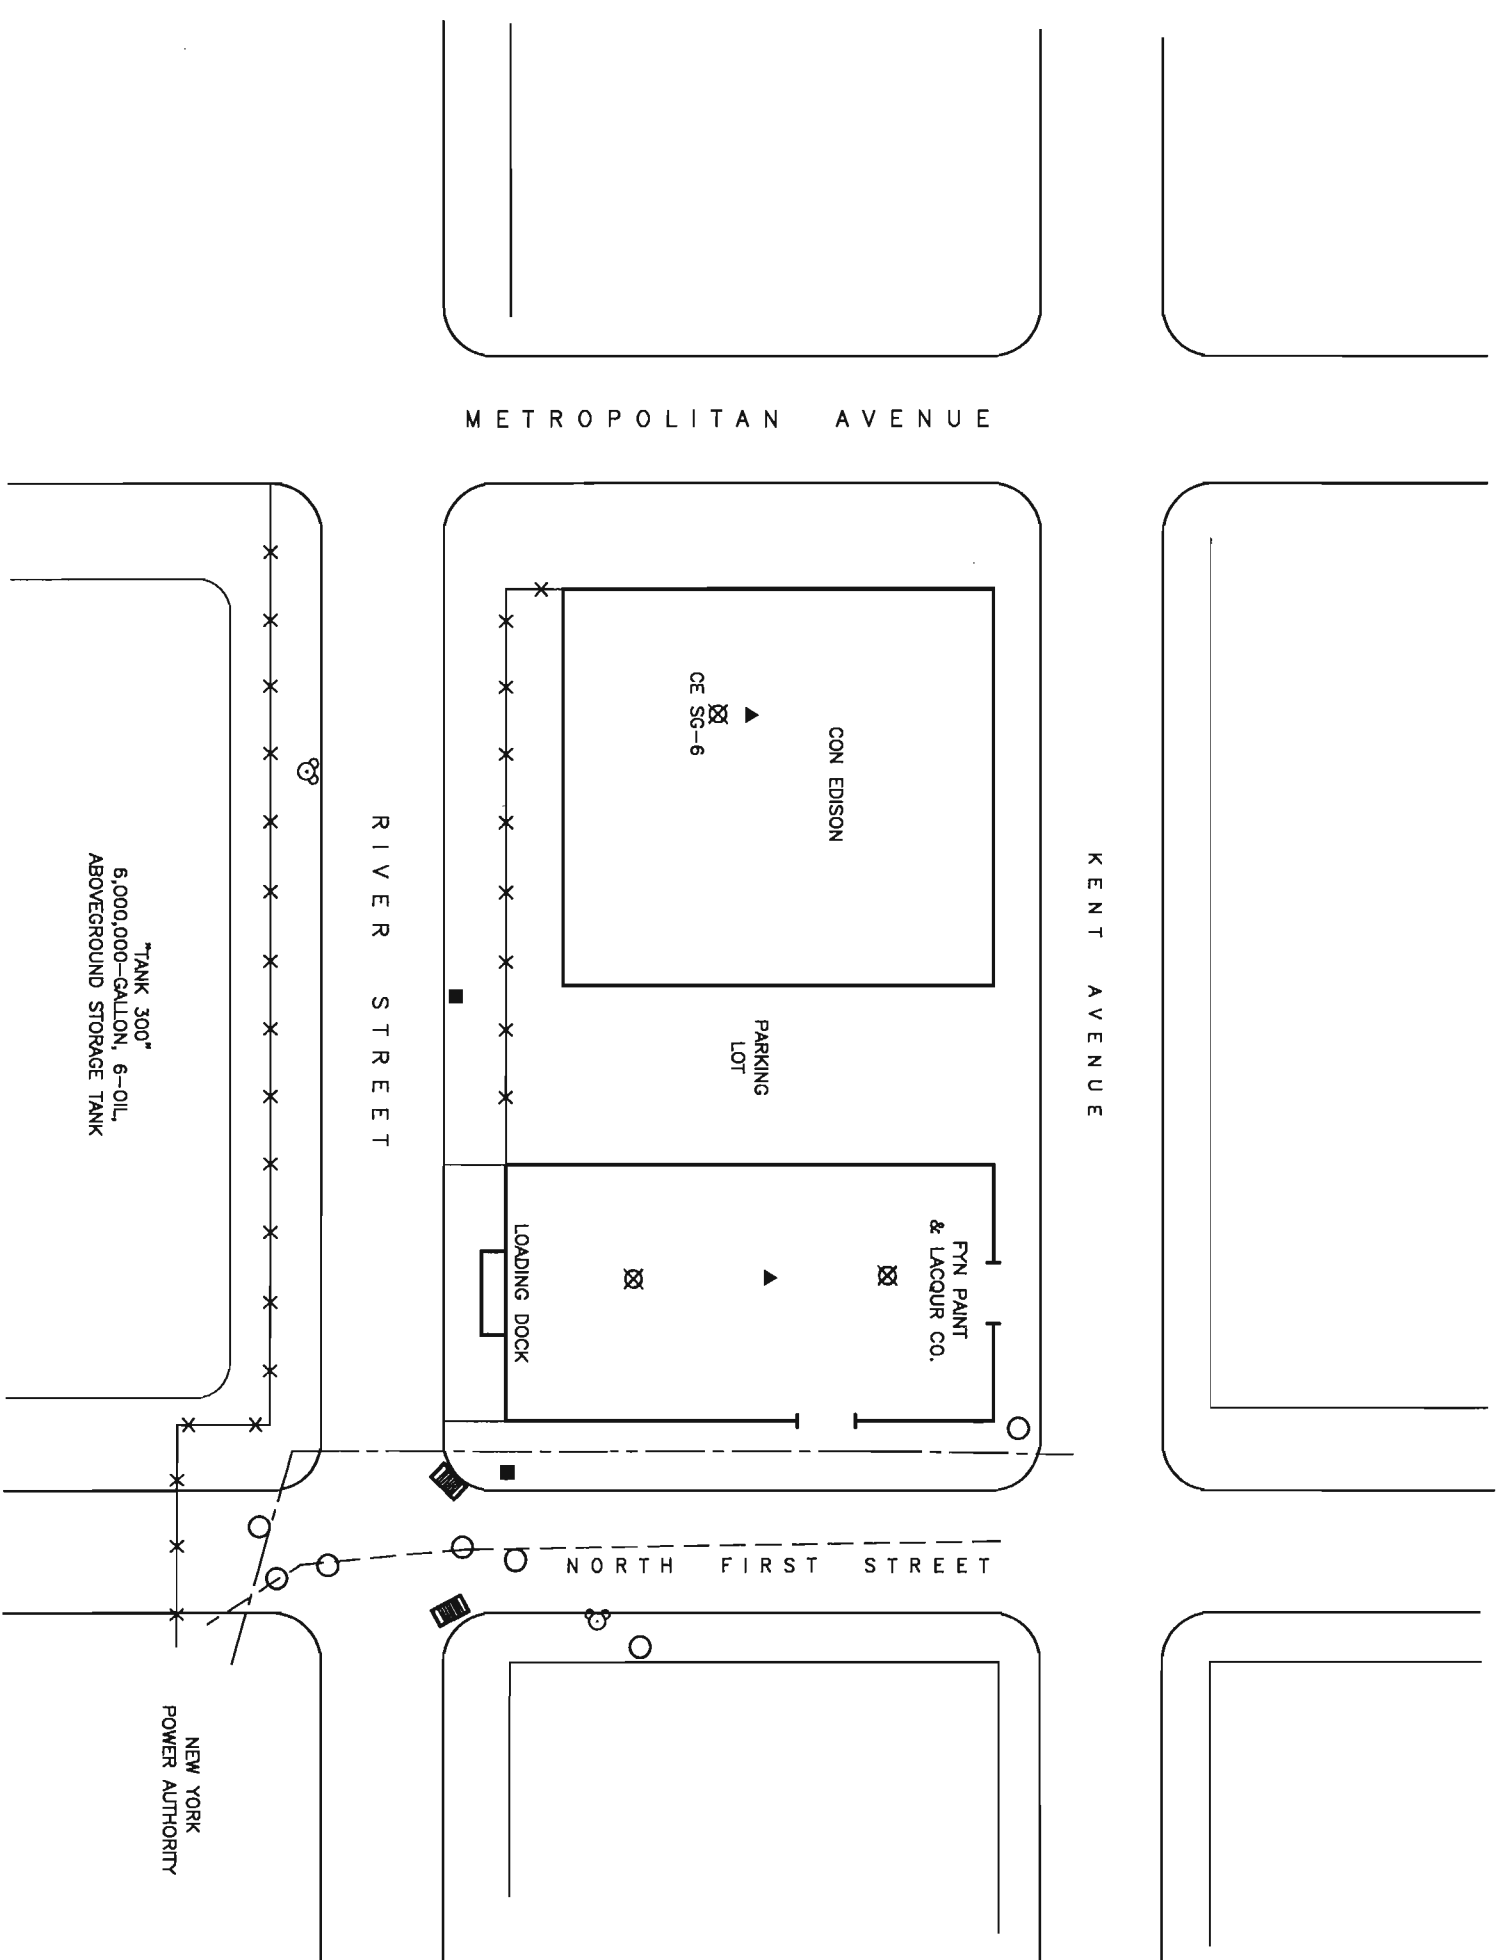 METROPOLITAN AVENUE
CE SG-6
CON EDISON
RIVER STREET
KENT AVENUE
"TANK 300"
6,000,000-GALLON, 6-OIL,
ABOVEGROUND STORAGE TANK
PARKING
LOT
LOADING DOCK
FYN PAINT
& LACQUR CO.
NORTH FIRST STREET
NEW YORK
POWER AUTHORITY